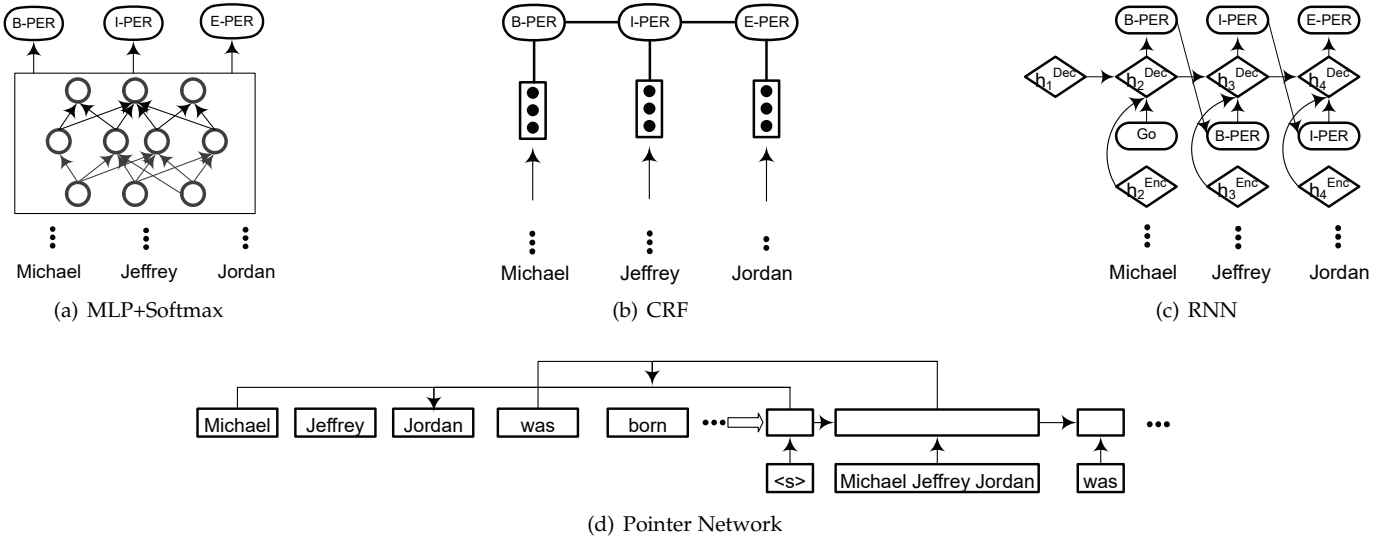 B-PER I-PER E-PER
Michael Jeffrey Jordan
(a) MLP+Softmax
B-PER I-PER E-PER
Michael Jeffrey Jordan
(b) CRF
B-PER I-PER E-PER
h1Dec h2Dec h3Dec h4Dec
Go B-PER I-PER
h2Enc h3Enc h4Enc
Michael Jeffrey Jordan
(c) RNN
Michael Jeffrey Jordan was born
<s> Michael Jeffrey Jordan was
(d) Pointer Network